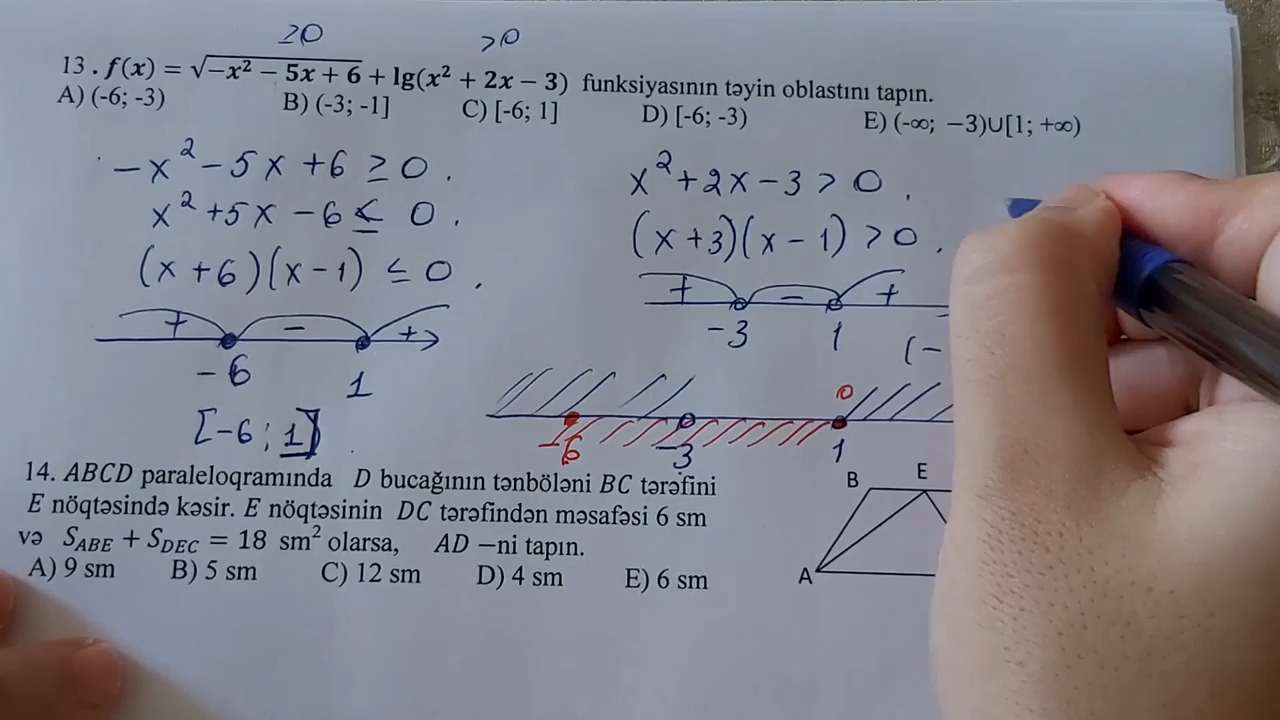 ≥0 >0
13. f(x) = √(−x² − 5x + 6) + lg(x² + 2x − 3) funksiyasının təyin oblastını tapın.
A) (-6; -3) B) (-3; -1] C) [-6; 1] D) [-6; -3) E) (-∞; −3)∪[1; +∞)
−x² − 5x + 6 ≥ 0.
x² + 5x − 6 ≤ 0.
(x + 6)(x − 1) ≤ 0.
+ − +
−6 1
[−6; 1]
x² + 2x − 3 > 0.
(x + 3)(x − 1) > 0.
+ − +
−3 1
(−
−6 −3 1
14. ABCD paraleloqramında D bucağının tənböləni BC tərəfini
E nöqtəsində kəsir. E nöqtəsinin DC tərəfindən məsafəsi 6 sm
və S_ABE + S_DEC = 18 sm² olarsa, AD −ni tapın.
A) 9 sm B) 5 sm C) 12 sm D) 4 sm E) 6 sm
B E
A